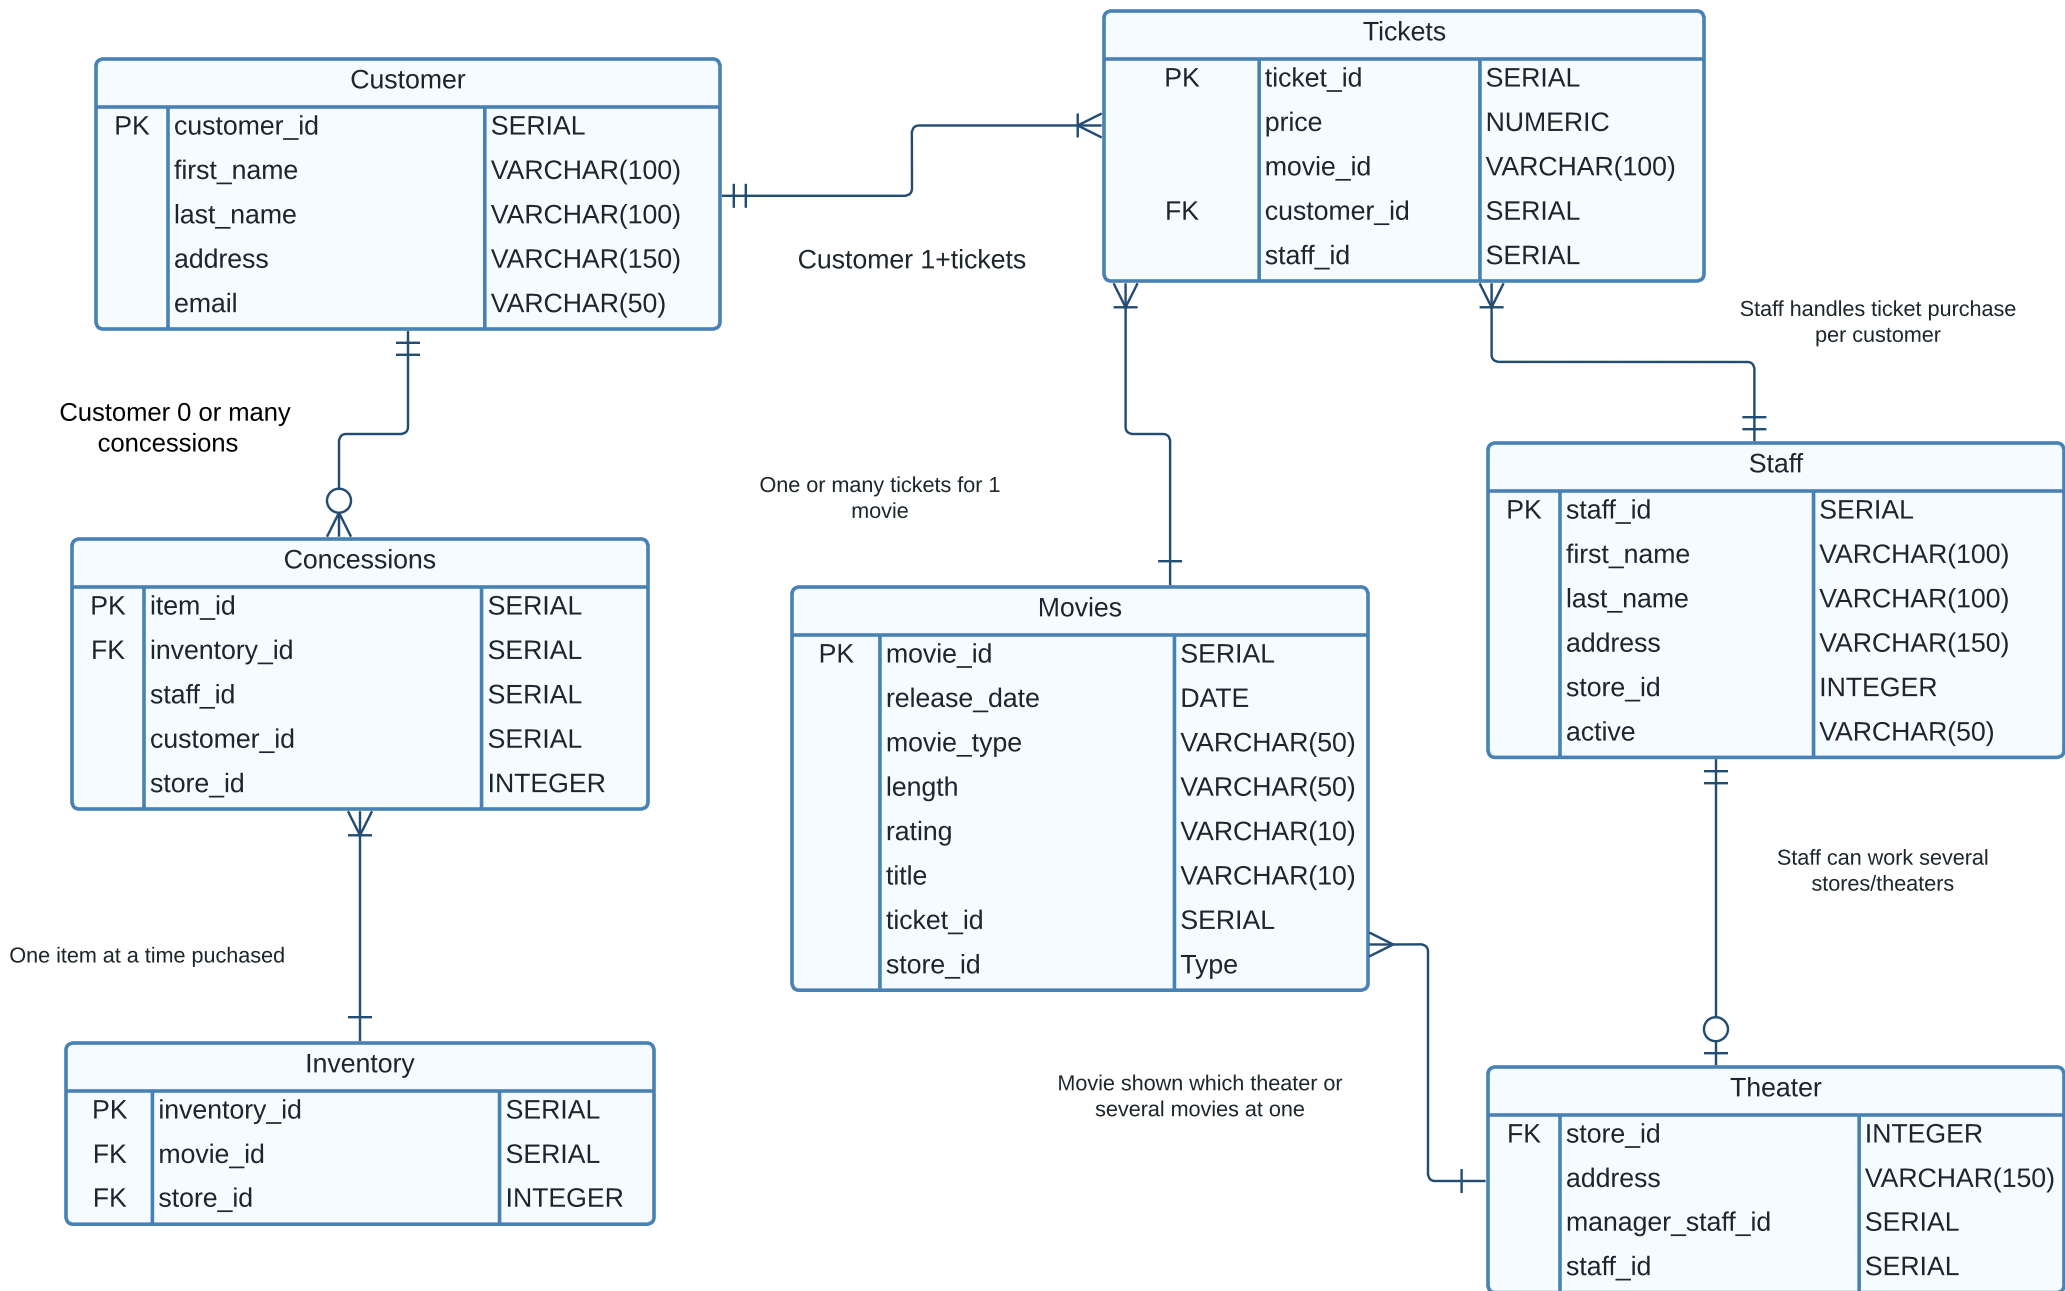 Customer
PK customer_id SERIAL
first_name VARCHAR(100)
last_name VARCHAR(100)
address VARCHAR(150)
email VARCHAR(50)
Tickets
PK ticket_id SERIAL
price NUMERIC
movie_id VARCHAR(100)
FK customer_id SERIAL
staff_id SERIAL
Customer 1+tickets
Staff handles ticket purchase
per customer
Customer 0 or many
concessions
One or many tickets for 1
movie
Staff
PK staff_id SERIAL
first_name VARCHAR(100)
last_name VARCHAR(100)
address VARCHAR(150)
store_id INTEGER
active VARCHAR(50)
Concessions
PK item_id SERIAL
FK inventory_id SERIAL
staff_id SERIAL
customer_id SERIAL
store_id INTEGER
Movies
PK movie_id SERIAL
release_date DATE
movie_type VARCHAR(50)
length VARCHAR(50)
rating VARCHAR(10)
title VARCHAR(10)
ticket_id SERIAL
store_id Type
Staff can work several
stores/theaters
One item at a time puchased
Inventory
PK inventory_id SERIAL
FK movie_id SERIAL
FK store_id INTEGER
Movie shown which theater or
several movies at one
Theater
FK store_id INTEGER
address VARCHAR(150)
manager_staff_id SERIAL
staff_id SERIAL